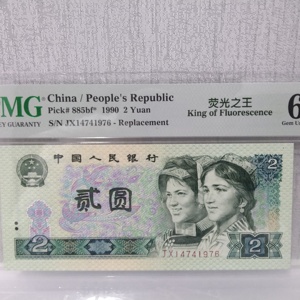 MG
Y GUARANTY
China / People's Republic
Pick# 885bf* 1990 2 Yuan
S/N JX14741976 - Replacement
荧光之王
King of Fluorescence
6
中国人民银行
贰圆
2
JX14741976
2